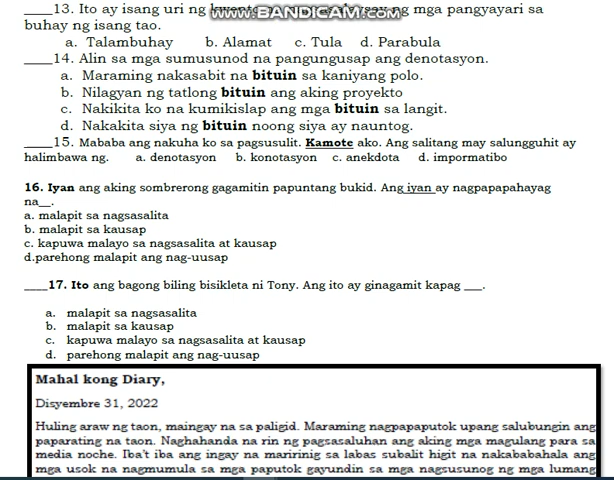 ____13. Ito ay isang uri ng ng mga pangyayari sa
WWW.BANDICAM.COM
buhay ng isang tao.
a. Talambuhay b. Alamat c. Tula d. Parabula
____14. Alin sa mga sumusunod na pangungusap ang denotasyon.
a. Maraming nakasabit na bituin sa kaniyang polo.
b. Nilagyan ng tatlong bituin ang aking proyekto
c. Nakikita ko na kumikislap ang mga bituin sa langit.
d. Nakakita siya ng bituin noong siya ay nauntog.
____15. Mababa ang nakuha ko sa pagsusulit. Kamote ako. Ang salitang may salungguhit ay
halimbawa ng. a. denotasyon b. konotasyon c. anekdota d. impormatibo
16. Iyan ang aking sombrerong gagamitin papuntang bukid. Ang iyan ay nagpapapahayag
na__.
a. malapit sa nagsasalita
b. malapit sa kausap
c. kapuwa malayo sa nagsasalita at kausap
d.parehong malapit ang nag-uusap
____17. Ito ang bagong biling bisikleta ni Tony. Ang ito ay ginagamit kapag ___.
a. malapit sa nagsasalita
b. malapit sa kausap
c. kapuwa malayo sa nagsasalita at kausap
d. parehong malapit ang nag-uusap
Mahal kong Diary,
Disyembre 31, 2022
Huling araw ng taon, maingay na sa paligid. Maraming nagpapaputok upang salubungin ang
paparating na taon. Naghahanda na rin ng pagsasaluhan ang aking mga magulang para sa
media noche. Iba't iba ang ingay na maririnig sa labas subalit higit na nakababahala ang
mga usok na nagmumula sa mga paputok gayundin sa mga nagsusunog ng mga lumang